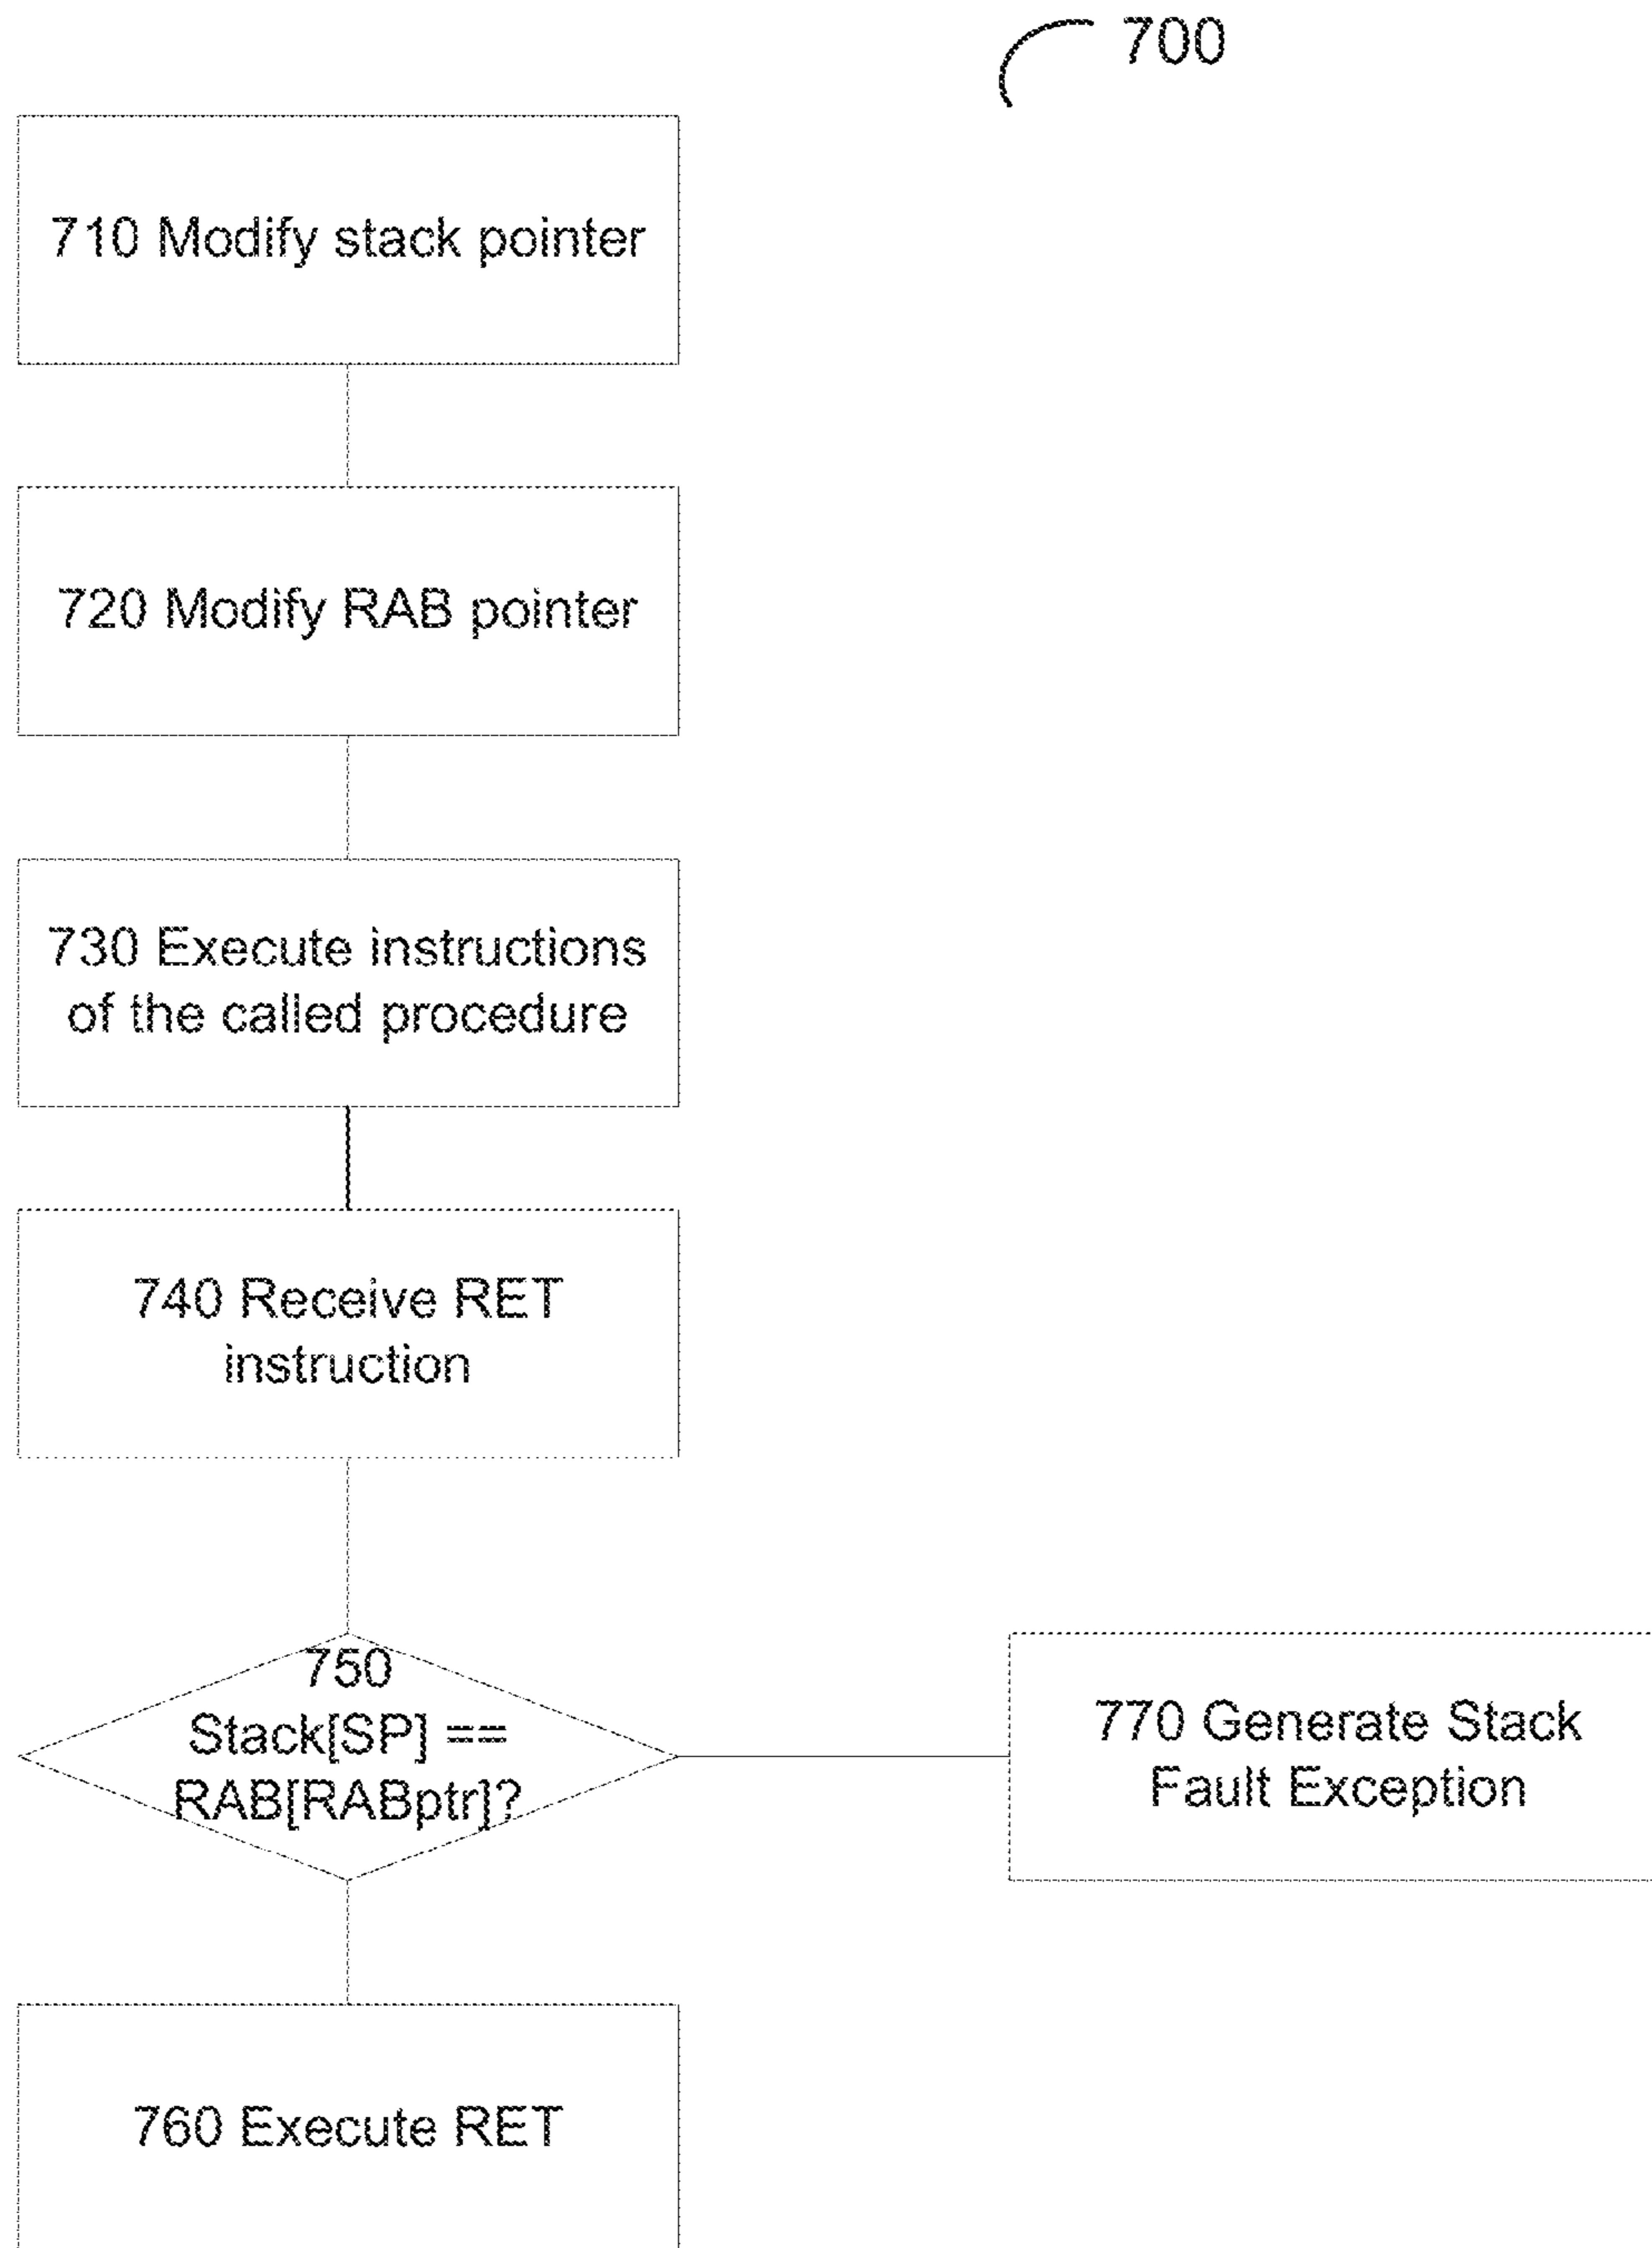 700
710 Modify stack pointer
720 Modify RAB pointer
730 Execute instructions
of the called procedure
740 Receive RET
instruction
750
Stack[SP] ==
RAB[RABptr]?
770 Generate Stack
Fault Exception
760 Execute RET